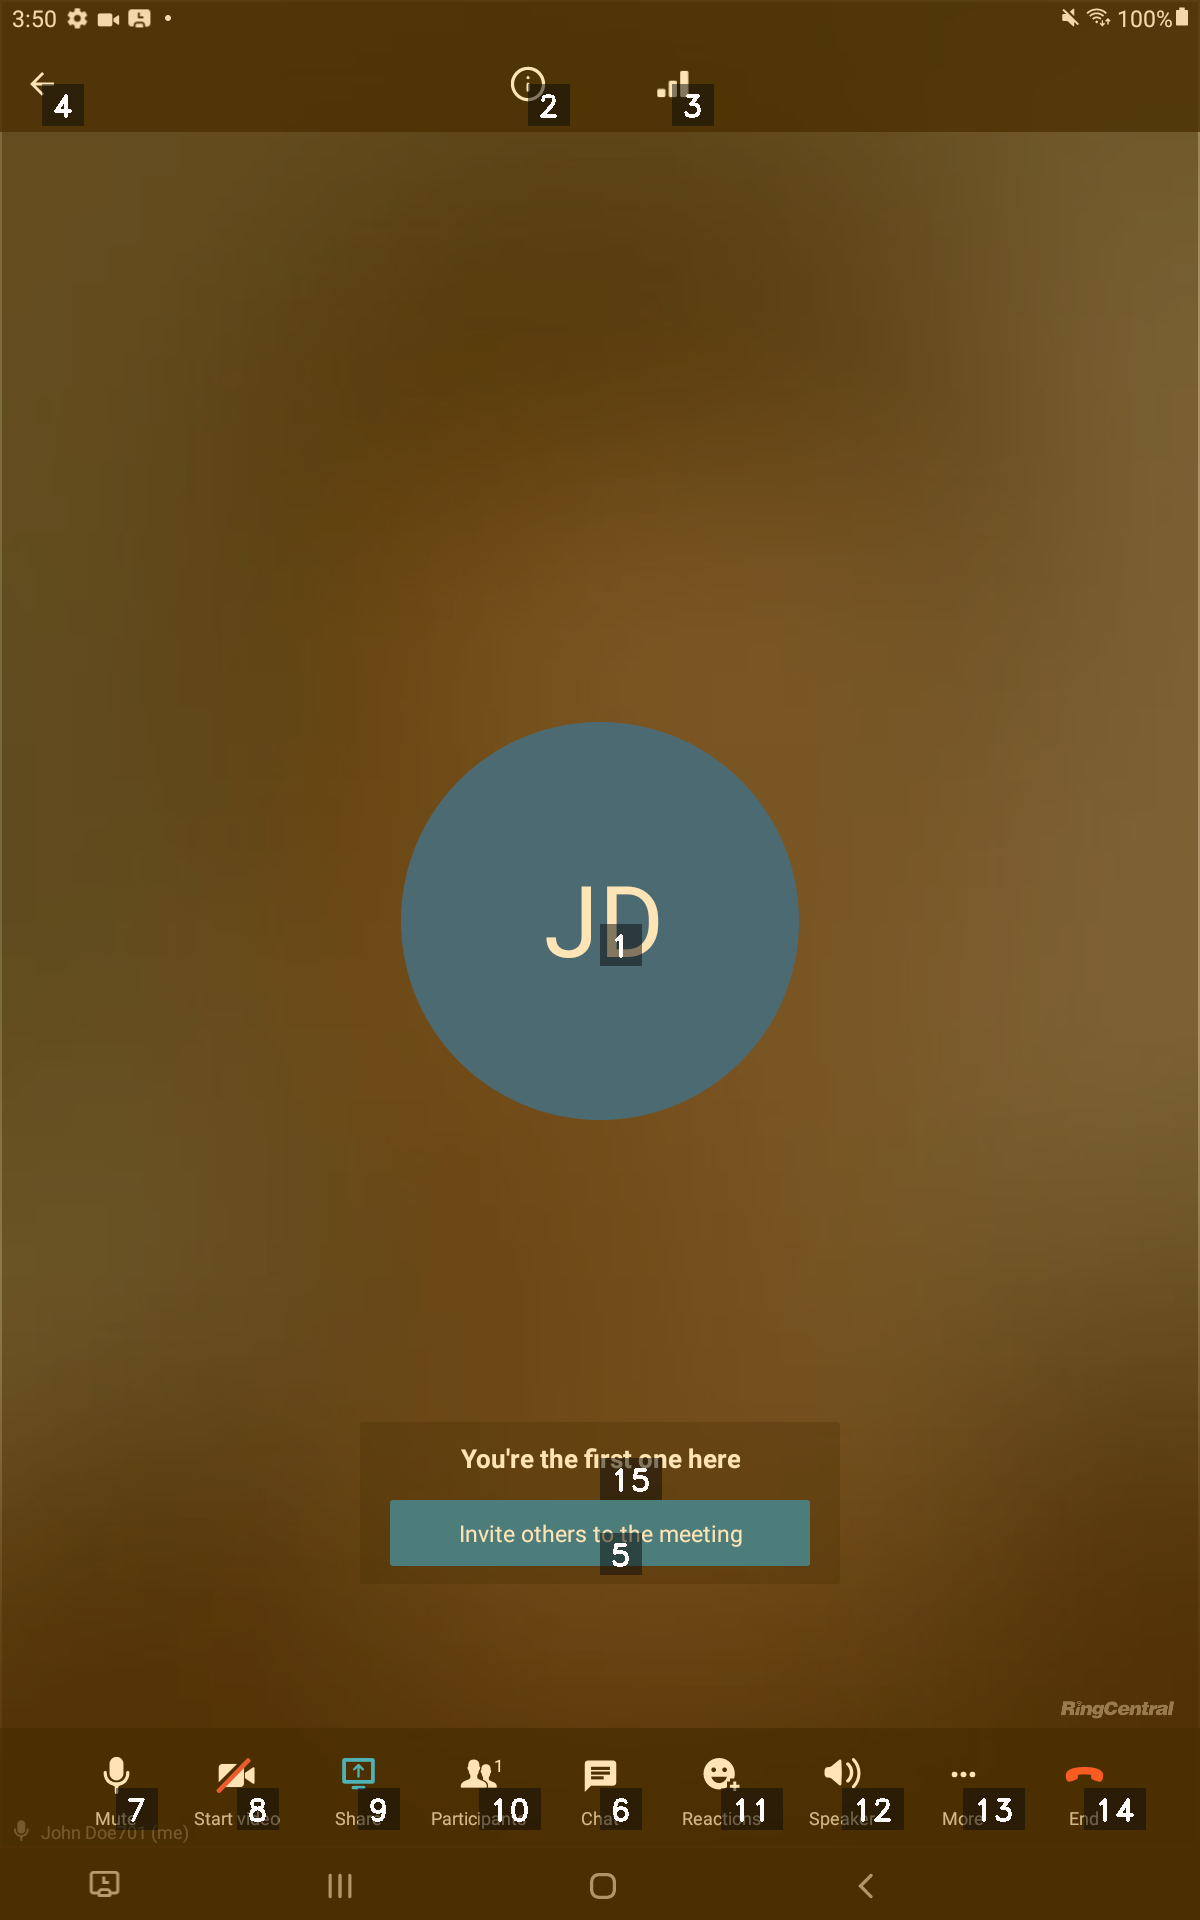 3:50
100%
4
2
3
JD
1
You're the first one here
15
Invite others to the meeting
5
RingCentral
1
Mute
7
Start video
8
Share
9
Participants
10
Chat
6
Reactions
11
Speaker
12
More
13
End
14
John Doe701 (me)